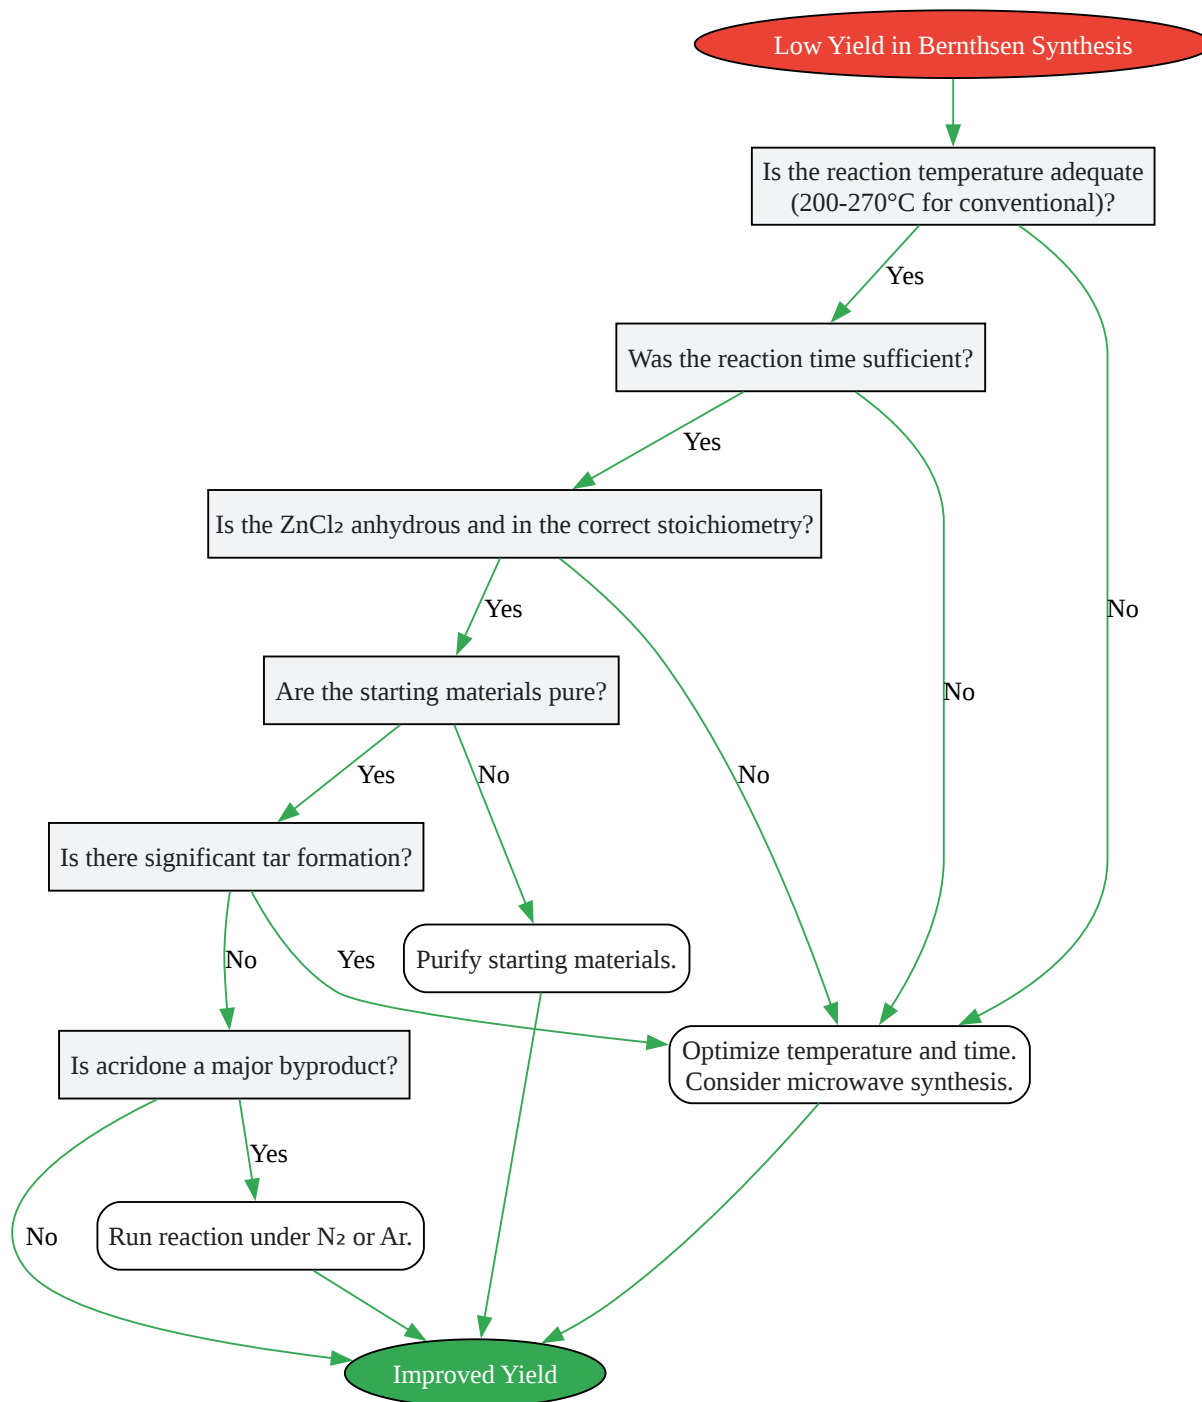 Low Yield in Bernthsen Synthesis
Is the reaction temperature adequate
(200-270°C for conventional)?
Yes
Was the reaction time sufficient?
Yes
Is the ZnCl₂ anhydrous and in the correct stoichiometry?
Yes
No
Are the starting materials pure?
No
Yes
No
No
Is there significant tar formation?
No
Yes
Purify starting materials.
Optimize temperature and time.
Consider microwave synthesis.
Is acridone a major byproduct?
Yes
No
Run reaction under N₂ or Ar.
Improved Yield